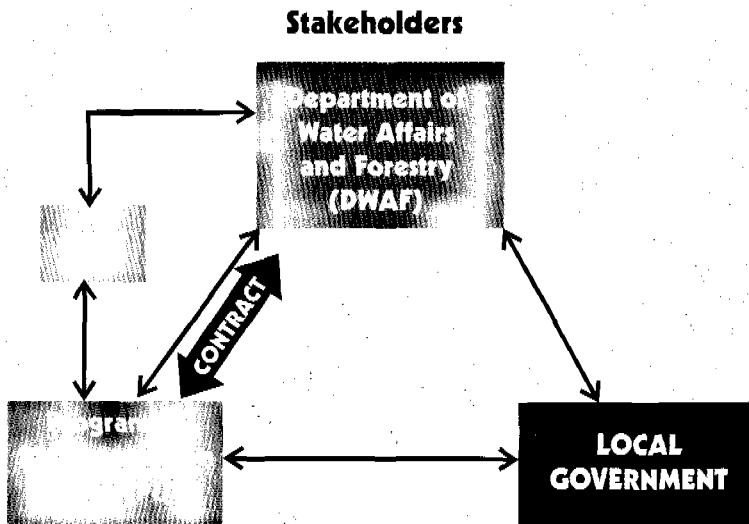 Stakeholders
Department of
Water Affairs
and Forestry
(DWAF)
CONTRACT
LOCAL
GOVERNMENT